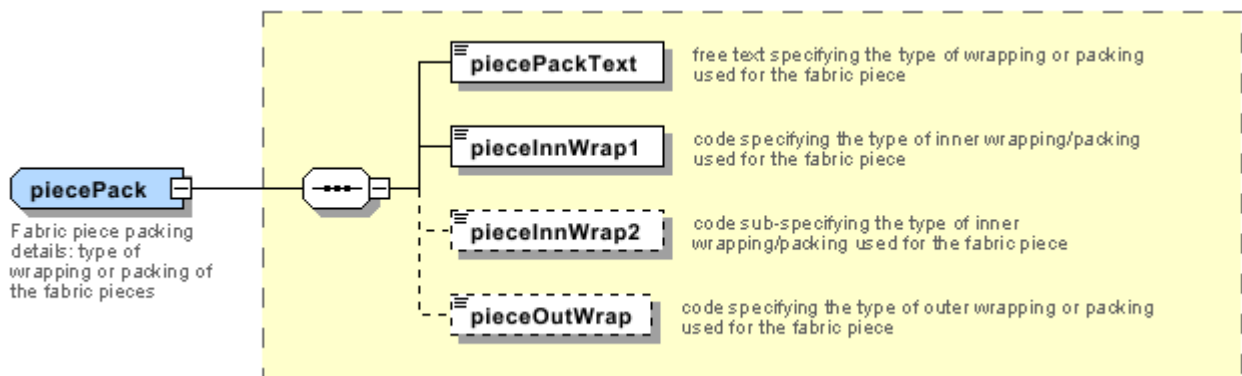 piecePack
Fabric piece packing
details: type of
wrapping or packing of
the fabric pieces
piecePackText
free text specifying the type of wrapping or packing
used for the fabric piece
pieceInnWrap1
code specifying the type of inner wrapping/packing
used for the fabric piece
pieceInnWrap2
code sub-specifying the type of inner
wrapping/packing used for the fabric piece
pieceOutWrap
code specifying the type of outer wrapping or packing
used for the fabric piece